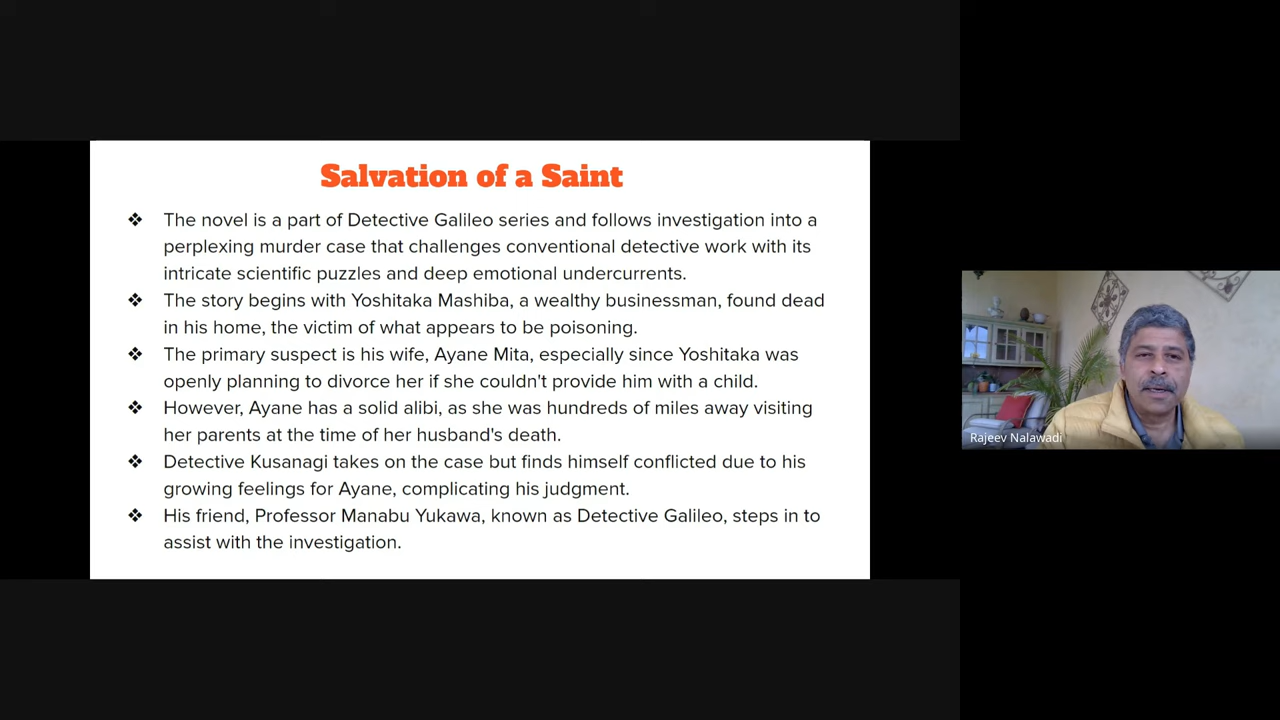 Salvation of a Saint
❖ The novel is a part of Detective Galileo series and follows investigation into a
perplexing murder case that challenges conventional detective work with its
intricate scientific puzzles and deep emotional undercurrents.
❖ The story begins with Yoshitaka Mashiba, a wealthy businessman, found dead
in his home, the victim of what appears to be poisoning.
❖ The primary suspect is his wife, Ayane Mita, especially since Yoshitaka was
openly planning to divorce her if she couldn't provide him with a child.
❖ However, Ayane has a solid alibi, as she was hundreds of miles away visiting
her parents at the time of her husband's death.
❖ Detective Kusanagi takes on the case but finds himself conflicted due to his
growing feelings for Ayane, complicating his judgment.
❖ His friend, Professor Manabu Yukawa, known as Detective Galileo, steps in to
assist with the investigation.
Rajeev Nalawadi